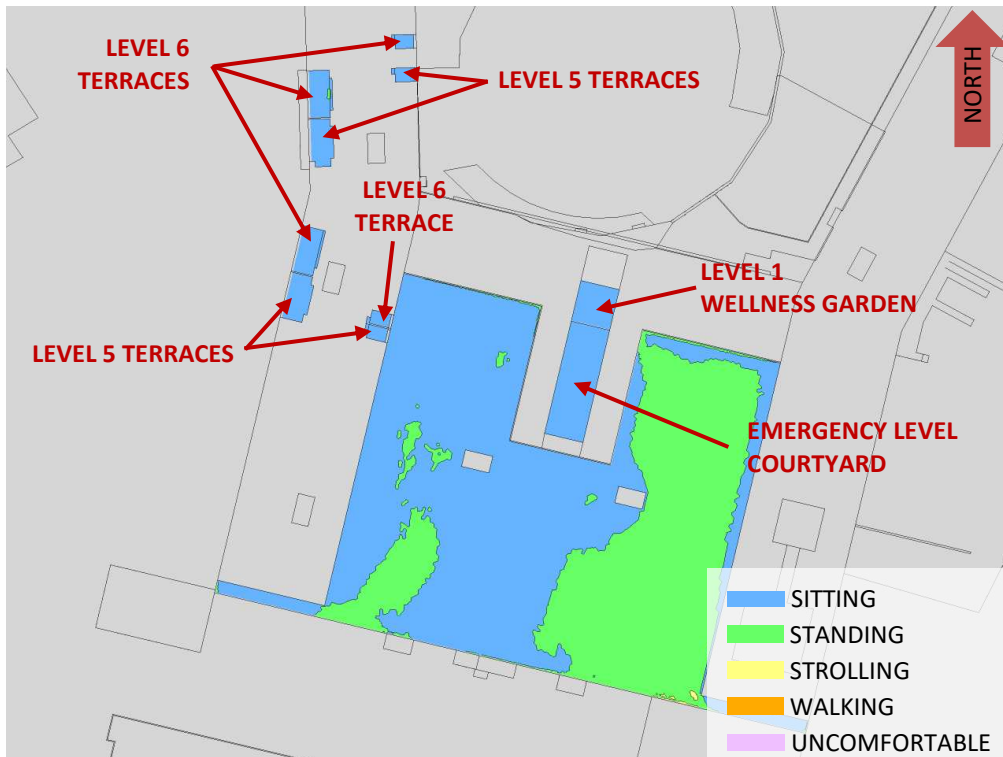 LEVEL 6
TERRACES
LEVEL 5 TERRACES
NORTH
LEVEL 6
TERRACE
LEVEL 1
WELLNESS GARDEN
LEVEL 5 TERRACES
EMERGENCY LEVEL
COURTYARD
SITTING
STANDING
STROLLING
WALKING
UNCOMFORTABLE